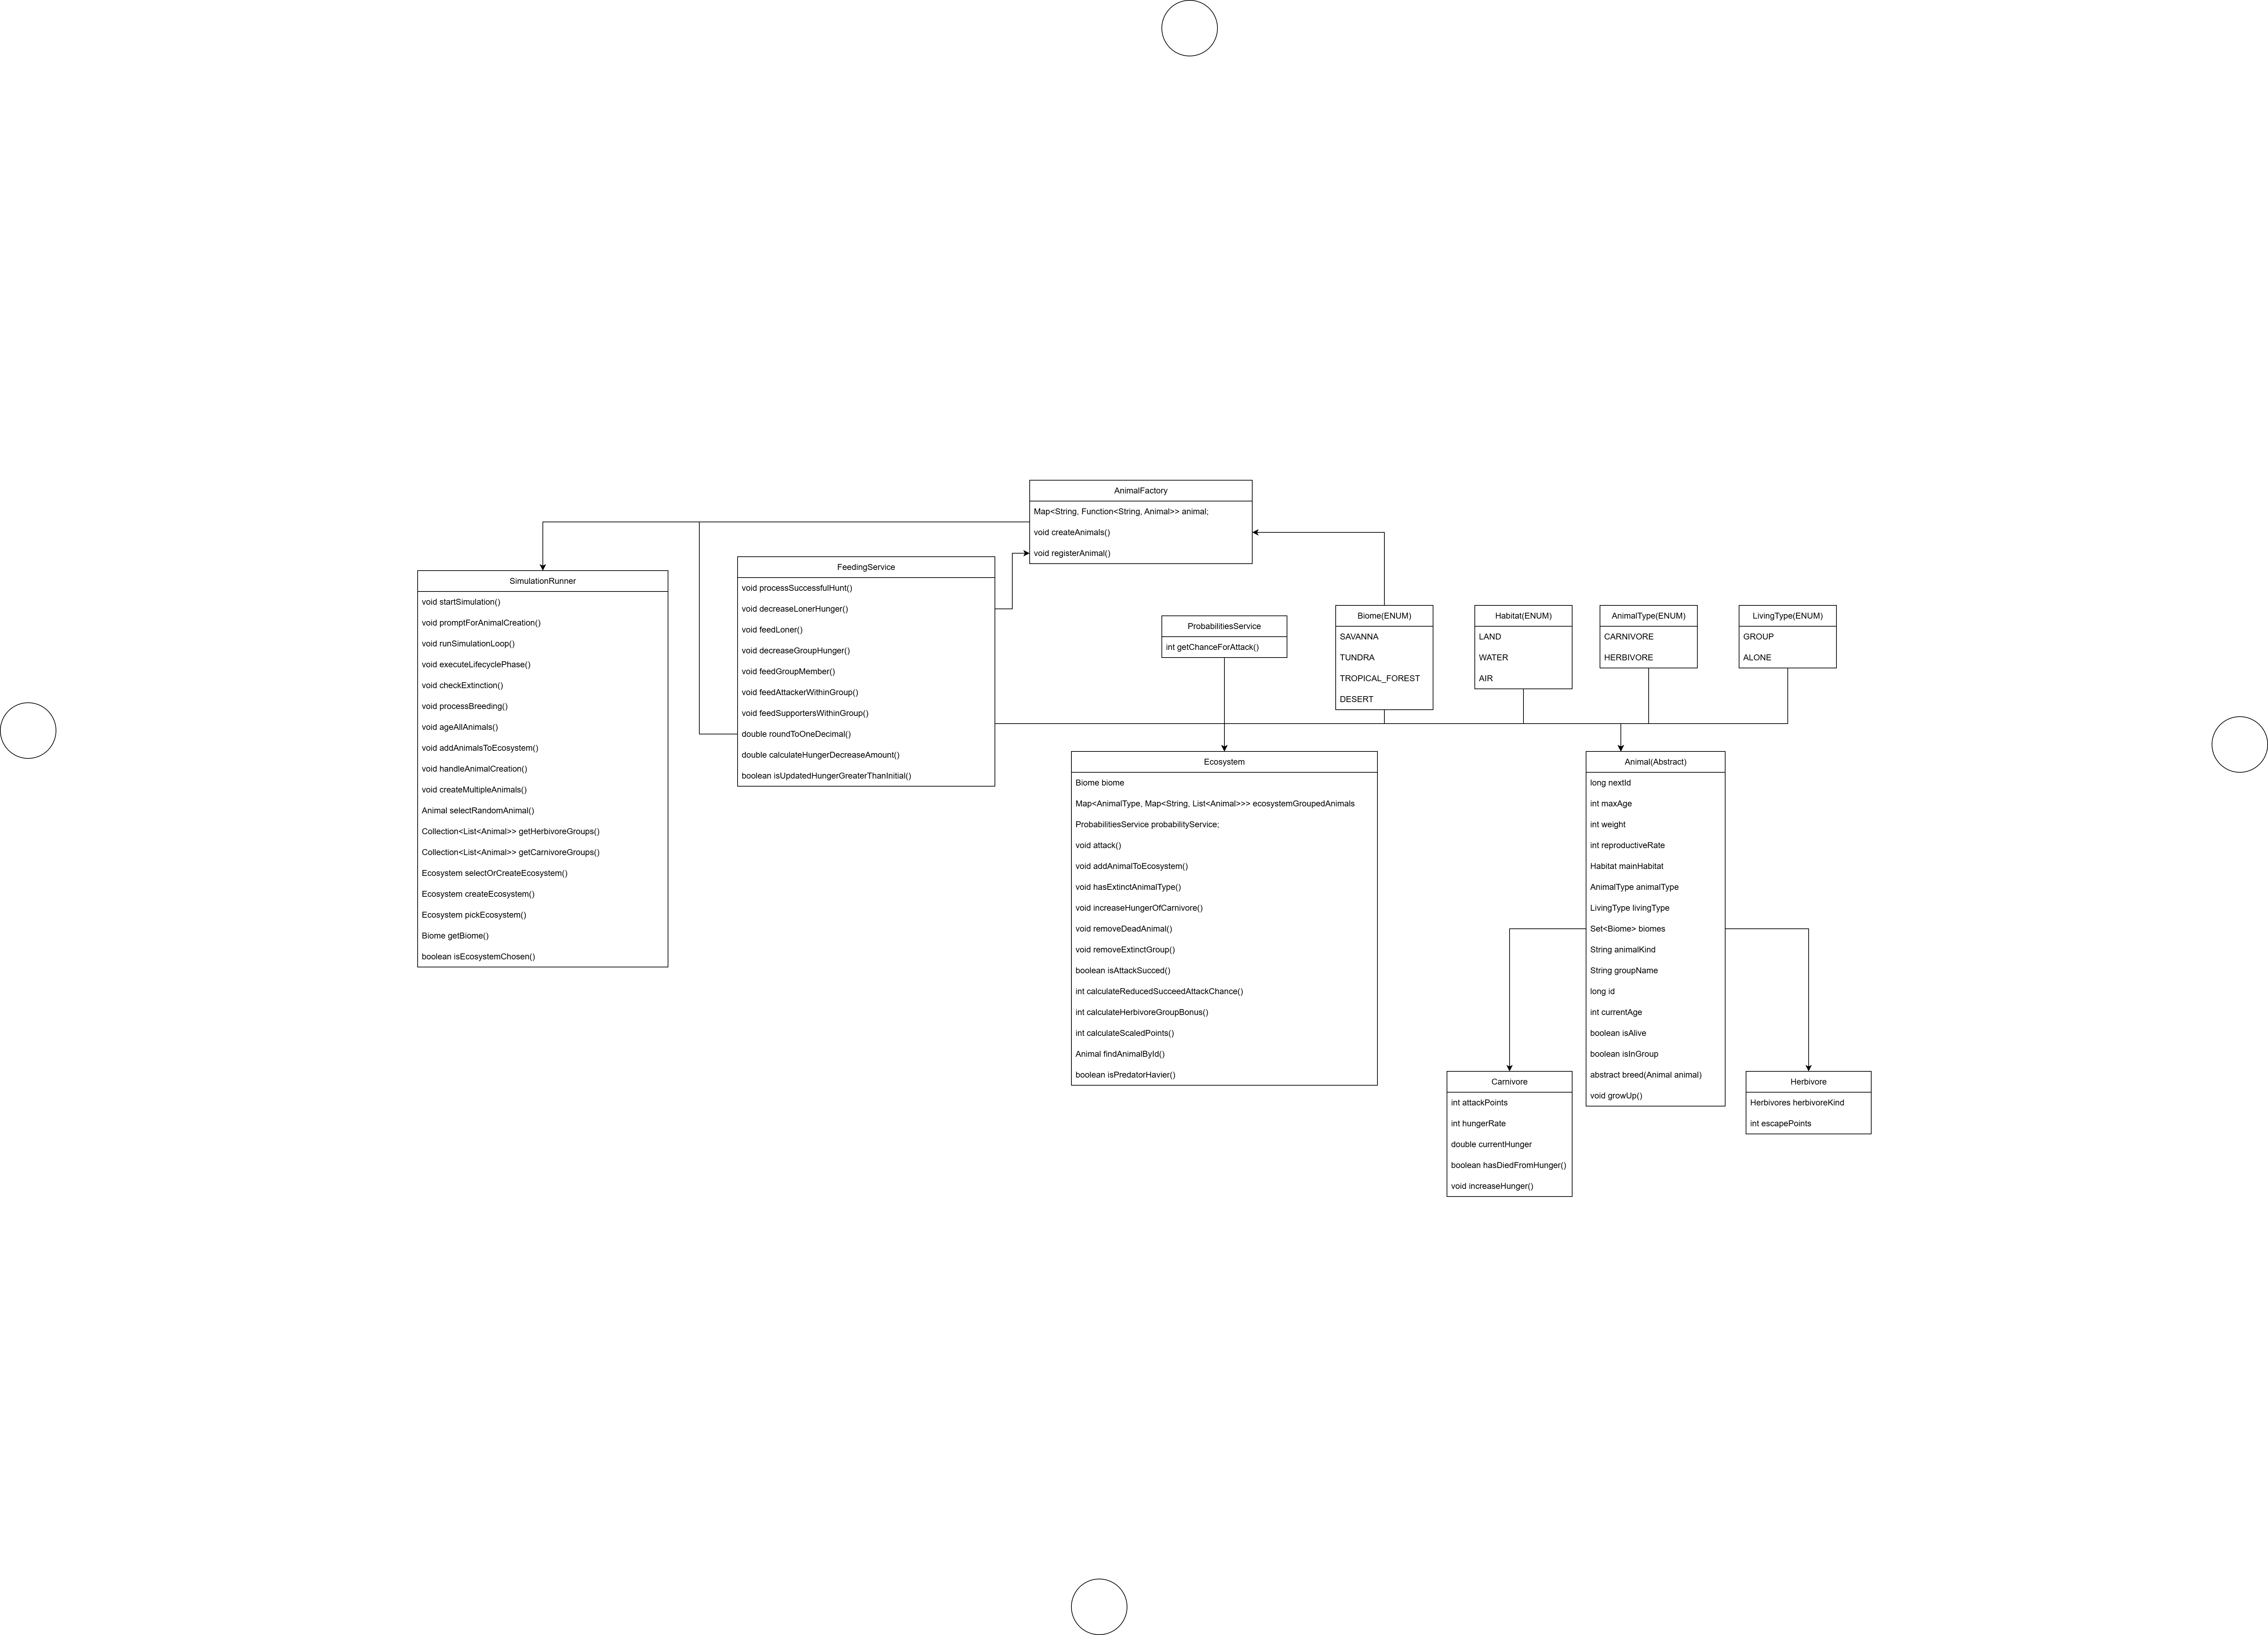 AnimalFactory
Map<String, Function<String, Animal>> animal;
void createAnimals()
void registerAnimal()
SimulationRunner
void startSimulation()
void promptForAnimalCreation()
void runSimulationLoop()
void executeLifecyclePhase()
void checkExtinction()
void processBreeding()
void ageAllAnimals()
void addAnimalsToEcosystem()
void handleAnimalCreation()
void createMultipleAnimals()
Animal selectRandomAnimal()
Collection<List<Animal>> getHerbivoreGroups()
Collection<List<Animal>> getCarnivoreGroups()
Ecosystem selectOrCreateEcosystem()
Ecosystem createEcosystem()
Ecosystem pickEcosystem()
Biome getBiome()
boolean isEcosystemChosen()
FeedingService
void processSuccessfulHunt()
void decreaseLonerHunger()
void feedLoner()
void decreaseGroupHunger()
void feedGroupMember()
void feedAttackerWithinGroup()
void feedSupportersWithinGroup()
double roundToOneDecimal()
double calculateHungerDecreaseAmount()
boolean isUpdatedHungerGreaterThanInitial()
ProbabilitiesService
int getChanceForAttack()
Biome(ENUM)
SAVANNA
TUNDRA
TROPICAL_FOREST
DESERT
Habitat(ENUM)
LAND
WATER
AIR
AnimalType(ENUM)
CARNIVORE
HERBIVORE
LivingType(ENUM)
GROUP
ALONE
Ecosystem
Biome biome
Map<AnimalType, Map<String, List<Animal>>> ecosystemGroupedAnimals
ProbabilitiesService probabilityService;
void attack()
void addAnimalToEcosystem()
void hasExtinctAnimalType()
void increaseHungerOfCarnivore()
void removeDeadAnimal()
void removeExtinctGroup()
boolean isAttackSucced()
int calculateReducedSucceedAttackChance()
int calculateHerbivoreGroupBonus()
int calculateScaledPoints()
Animal findAnimalById()
boolean isPredatorHavier()
Animal(Abstract)
long nextId
int maxAge
int weight
int reproductiveRate
Habitat mainHabitat
AnimalType animalType
LivingType livingType
Set<Biome> biomes
String animalKind
String groupName
long id
int currentAge
boolean isAlive
boolean isInGroup
abstract breed(Animal animal)
void growUp()
Carnivore
int attackPoints
int hungerRate
double currentHunger
boolean hasDiedFromHunger()
void increaseHunger()
Herbivore
Herbivores herbivoreKind
int escapePoints